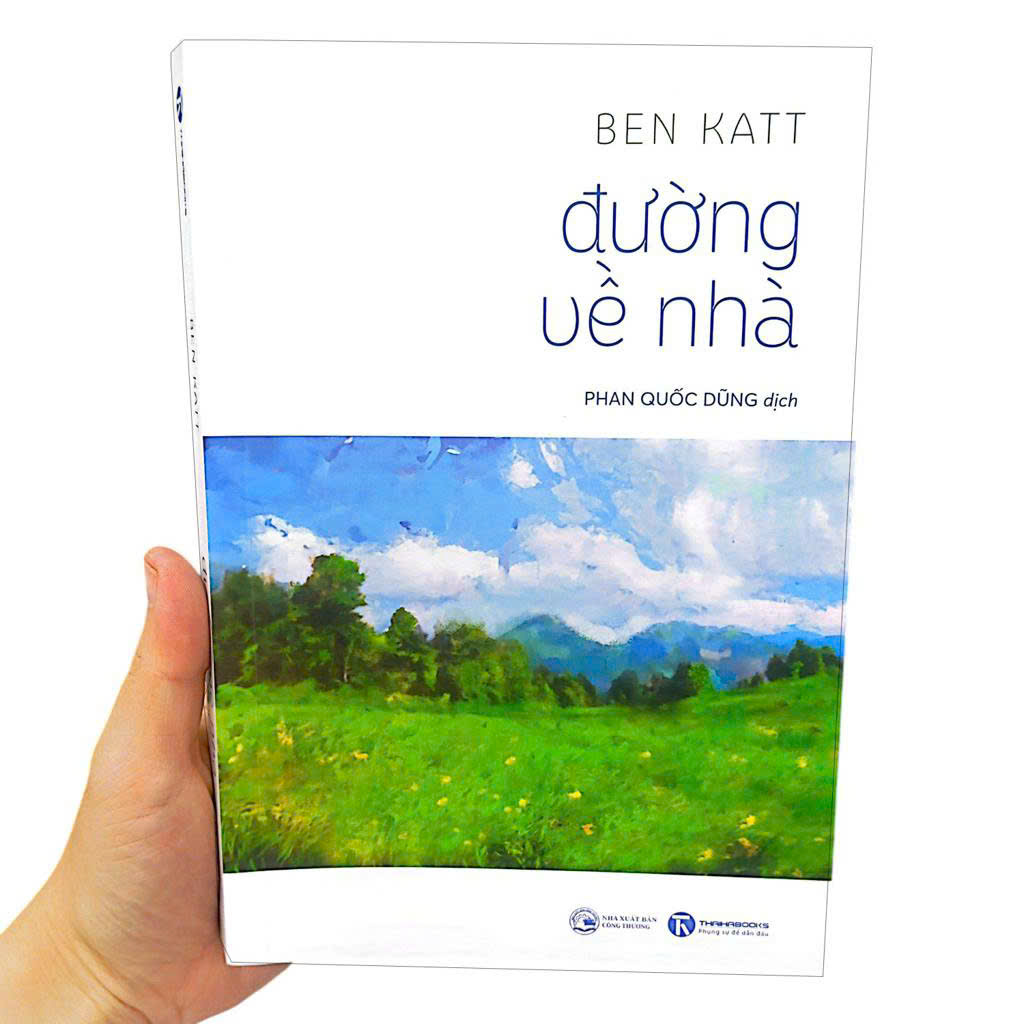 BEN KATT
đường
về nhà
PHAN QUỐC DŨNG dịch
NHÀ XUẤT BẢN
CÔNG THƯƠNG
THAIHABOOKS
Phụng sự để dẫn đầu
BEN KATT